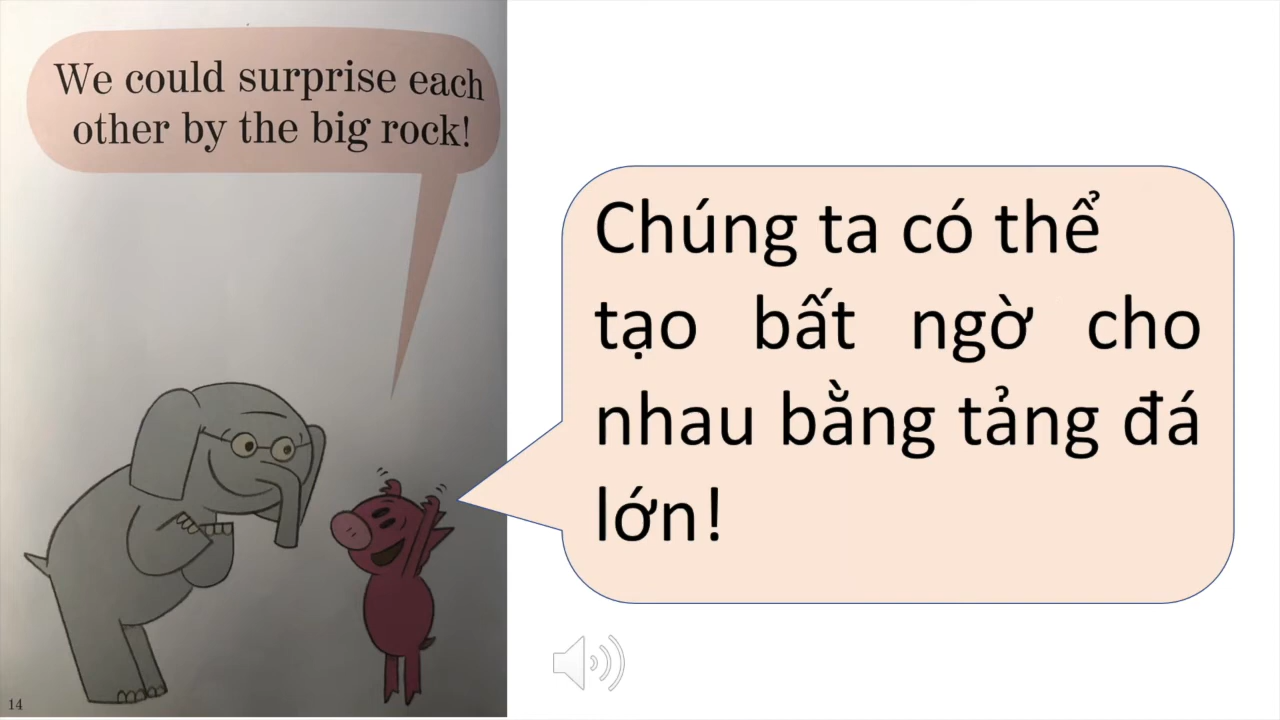 We could surprise each
other by the big rock!
Chúng ta có thể
tạo bất ngờ cho
nhau bằng tảng đá
lớn!
14